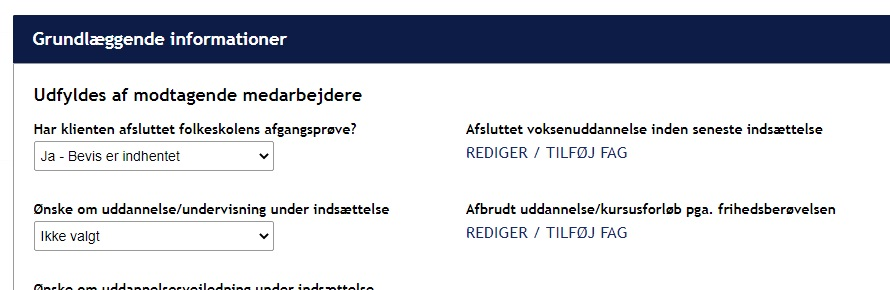 Grundlæggende informationer
Udfyldes af modtagende medarbejdere
Har klienten afsluttet folkeskolens afgangsprøve?
Ja - Bevis er indhentet
Afsluttet voksenuddannelse inden seneste indsættelse
REDIGER / TILFØJ FAG
Ønske om uddannelse/undervisning under indsættelse
Ikke valgt
Afbrudt uddannelse/kursusforløb pga. frihedsberøvelsen
REDIGER / TILFØJ FAG
Ønske om uddannelsesvejledning under indsættelse